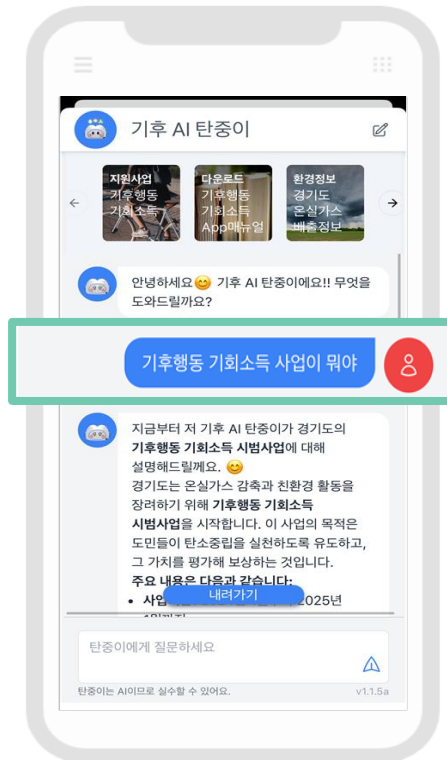 기후 AI 탄중이
지원사업
기후행동
기회소득
다운로드
기후행동
기회소득
App매뉴얼
환경정보
경기도
온실가스
배출정보
안녕하세요😊 기후 AI 탄중이에요!! 무엇을
도와드릴까요?
기후행동 기회소득 사업이 뭐야
지금부터 저 기후 AI 탄중이가 경기도의
기후행동 기회소득 시범사업에 대해
설명해드릴께요. 😊
경기도는 온실가스 감축과 친환경 활동을
장려하기 위해 기후행동 기회소득
시범사업을 시작합니다. 이 사업의 목적은
도민들이 탄소중립을 실천하도록 유도하고,
그 가치를 평가해 보상하는 것입니다.
주요 내용은 다음과 같습니다:
• 사업 2025년
내려가기
탄중이에게 질문하세요
탄중이는 AI이므로 실수할 수 있어요.
v1.1.5a